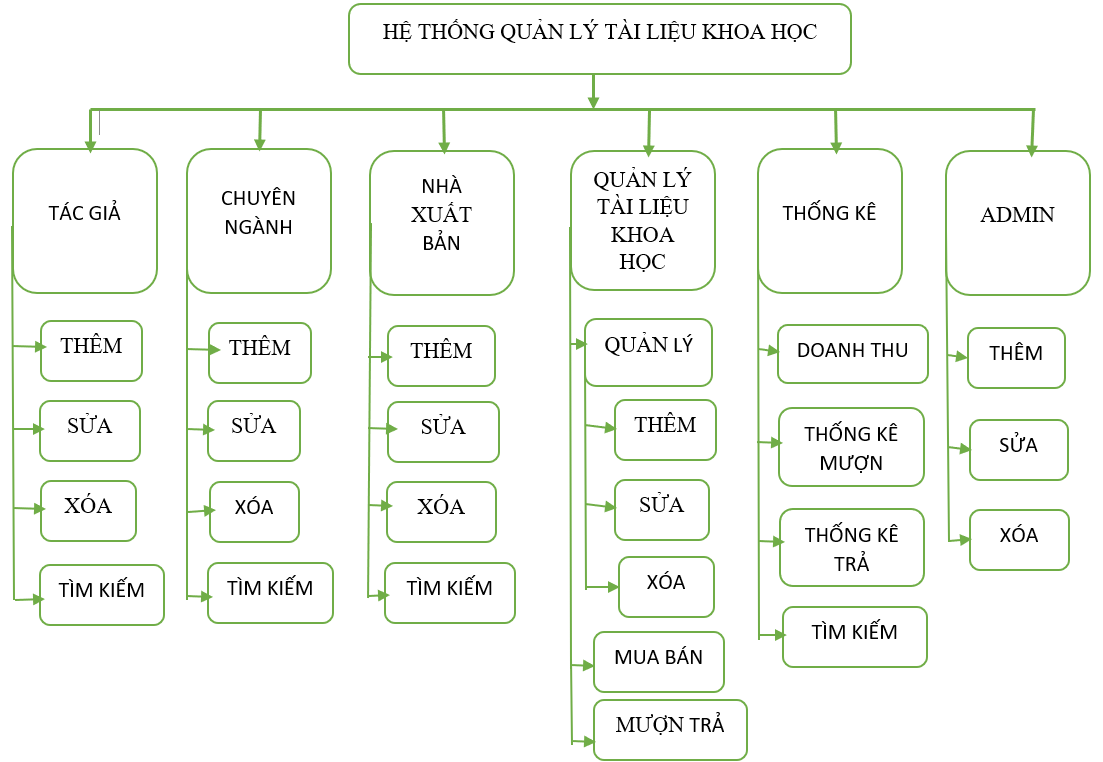 HỆ THỐNG QUẢN LÝ TÀI LIỆU KHOA HỌC
TÁC GIẢ
THÊM
SỬA
XÓA
TÌM KIẾM
CHUYÊN
NGÀNH
THÊM
SỬA
XÓA
TÌM KIẾM
NHÀ
XUẤT
BẢN
THÊM
SỬA
XÓA
TÌM KIẾM
QUẢN LÝ
TÀI LIỆU
KHOA
HỌC
QUẢN LÝ
THÊM
SỬA
XÓA
MUA BÁN
MƯỢN TRẢ
THỐNG KÊ
DOANH THU
THỐNG KÊ
MƯỢN
THỐNG KÊ
TRẢ
TÌM KIẾM
ADMIN
THÊM
SỬA
XÓA